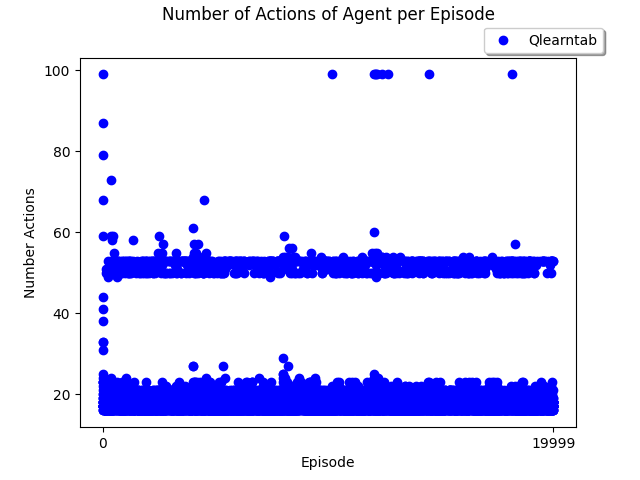 Number of Actions of Agent per Episode
Qlearntab
100
80
60
40
20
Number Actions
0
19999
Episode